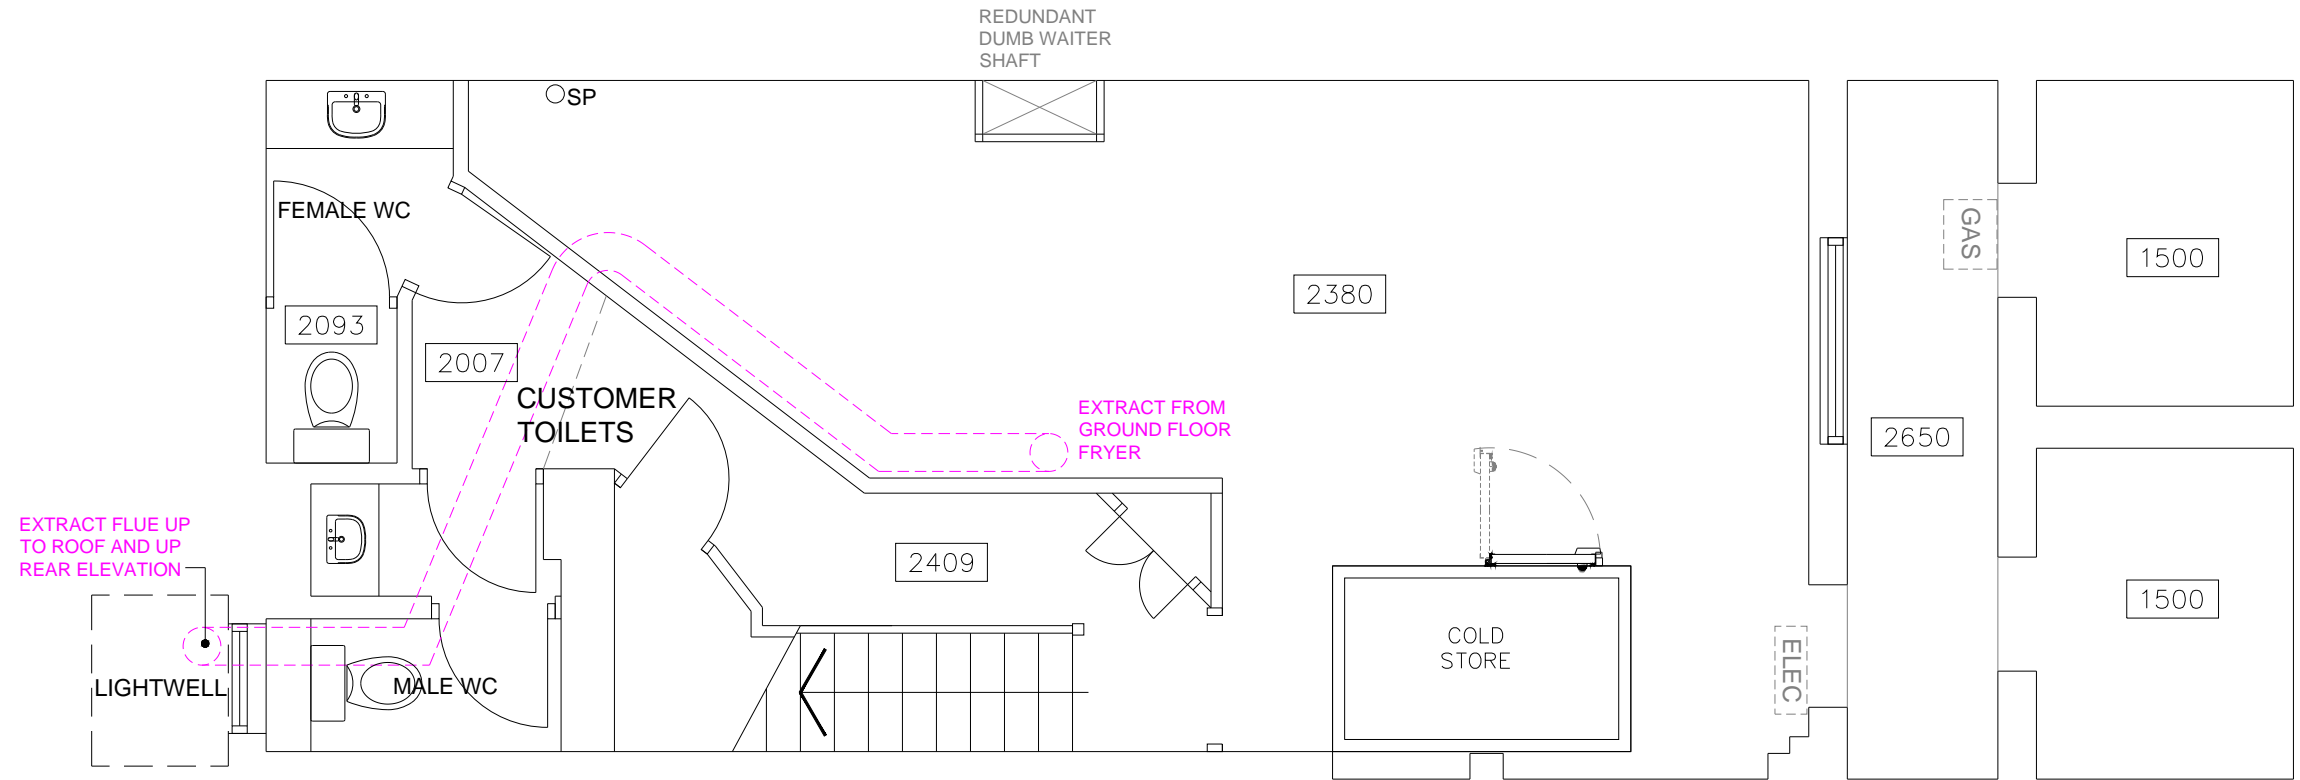 REDUNDANT
DUMB WAITER
SHAFT
SP
FEMALE WC
GAS
1500
2380
2093
2007
CUSTOMER
TOILETS
EXTRACT FROM
GROUND FLOOR
FRYER
2650
EXTRACT FLUE UP
TO ROOF AND UP
REAR ELEVATION
2409
1500
COLD
STORE
ELEC
LIGHTWELL
MALE WC